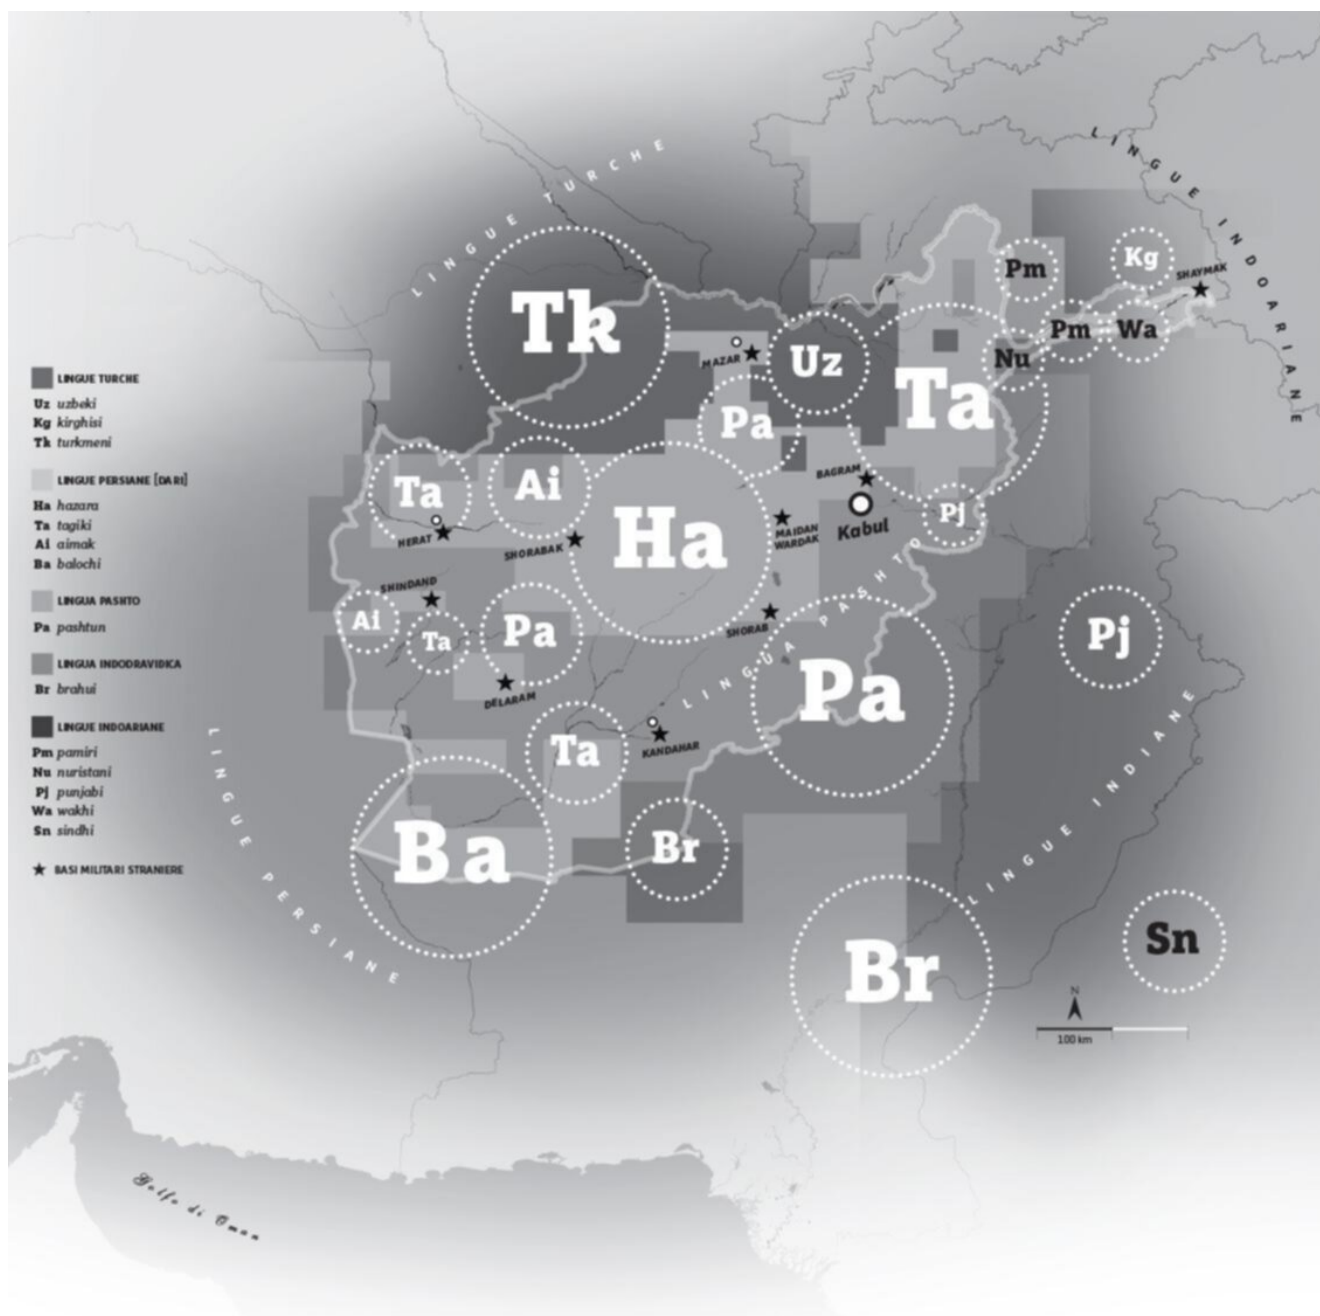 LINGUE TURCHE
LINGUE INDOARIANE
Tk
Pm
Kg
SHAYMAK
Pm
Wa
Nu
MAZAR
Uz
Ta
Pa
Ta
Ai
Ha
BAGRAM
Kabul
Pj
HERAT
SHORABAK
MAIDAN
WARDAK
SHINDAND
Ai
Ta
Pa
SHORAB
LINGUA PASHTO
Pa
Pj
DELARAM
Ta
KANDAHAR
Ba
Br
Br
Sn
LINGUE PERSIANE
LINGUE INDIANE
LINGUE TURCHE
Uz uzbeki
Kg kirghisi
Tk turkmeni
LINGUE PERSIANE [DARI]
Ha hazara
Ta tagiki
Ai aimak
Ba balochi
LINGUA PASHTO
Pa pashtun
LINGUA INDODRAVIDICA
Br brahui
LINGUE INDOARIANE
Pm pamiri
Nu nuristani
Pj punjabi
Wa wakhi
Sn sindhi
BASI MILITARI STRANIERE
N
100 km
Golfo di Oman